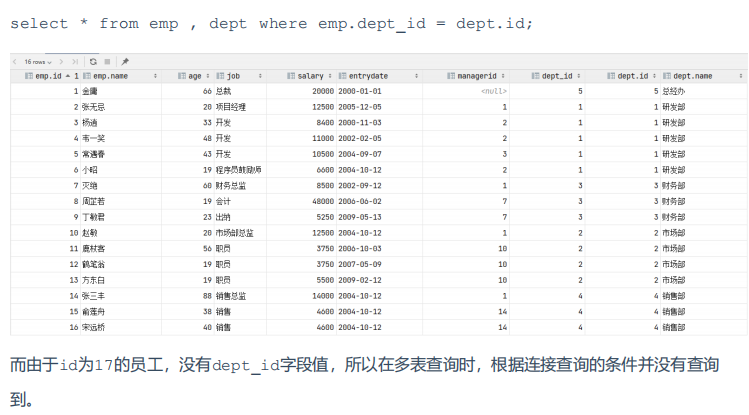 select * from emp , dept where emp.dept_id = dept.id;
16 rows
emp.id 1 emp.name age job salary entrydate managerid dept_id dept.id dept.name
1 金庸 66 总裁 20000 2000-01-01 <null> 5 5 总经办
2 张无忌 20 项目经理 12500 2005-12-05 1 1 1 研发部
3 杨逍 33 开发 8400 2000-11-03 2 1 1 研发部
4 韦一笑 48 开发 11000 2002-02-05 2 1 1 研发部
5 常遇春 43 开发 10500 2004-09-07 3 1 1 研发部
6 小昭 19 程序员鼓励师 6600 2004-10-12 2 1 1 研发部
7 灭绝 60 财务总监 8500 2002-09-12 1 3 3 财务部
8 周芷若 19 会计 48000 2006-06-02 7 3 3 财务部
9 丁敏君 23 出纳 5250 2009-05-13 7 3 3 财务部
10 赵敏 20 市场部总监 12500 2004-10-12 1 2 2 市场部
11 鹿杖客 56 职员 3750 2006-10-03 10 2 2 市场部
12 鹤笔翁 19 职员 3750 2007-05-09 10 2 2 市场部
13 方东白 19 职员 5500 2009-02-12 10 2 2 市场部
14 张三丰 88 销售总监 14000 2004-10-12 1 4 4 销售部
15 俞莲舟 38 销售 4600 2004-10-12 14 4 4 销售部
16 宋远桥 40 销售 4600 2004-10-12 14 4 4 销售部
而由于id为17的员工，没有dept_id字段值，所以在多表查询时，根据连接查询的条件并没有查询
到。